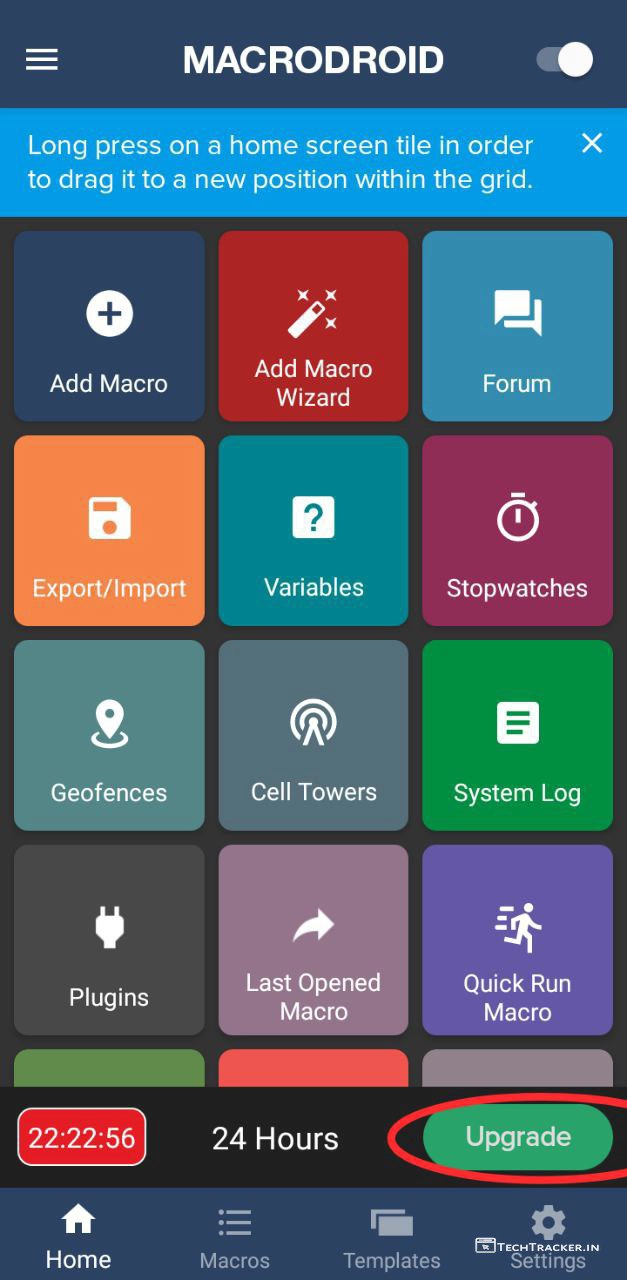 MACRODROID
Long press on a home screen tile in order
to drag it to a new position within the grid.
Add Macro
Add Macro
Wizard
Forum
Export/Import
?
Variables
Stopwatches
Geofences
Cell Towers
System Log
Plugins
Last Opened
Macro
Quick Run
Macro
22:22:56
24 Hours
Upgrade
Home
Macros
Templates
Settings
TECHTRACKER.IN